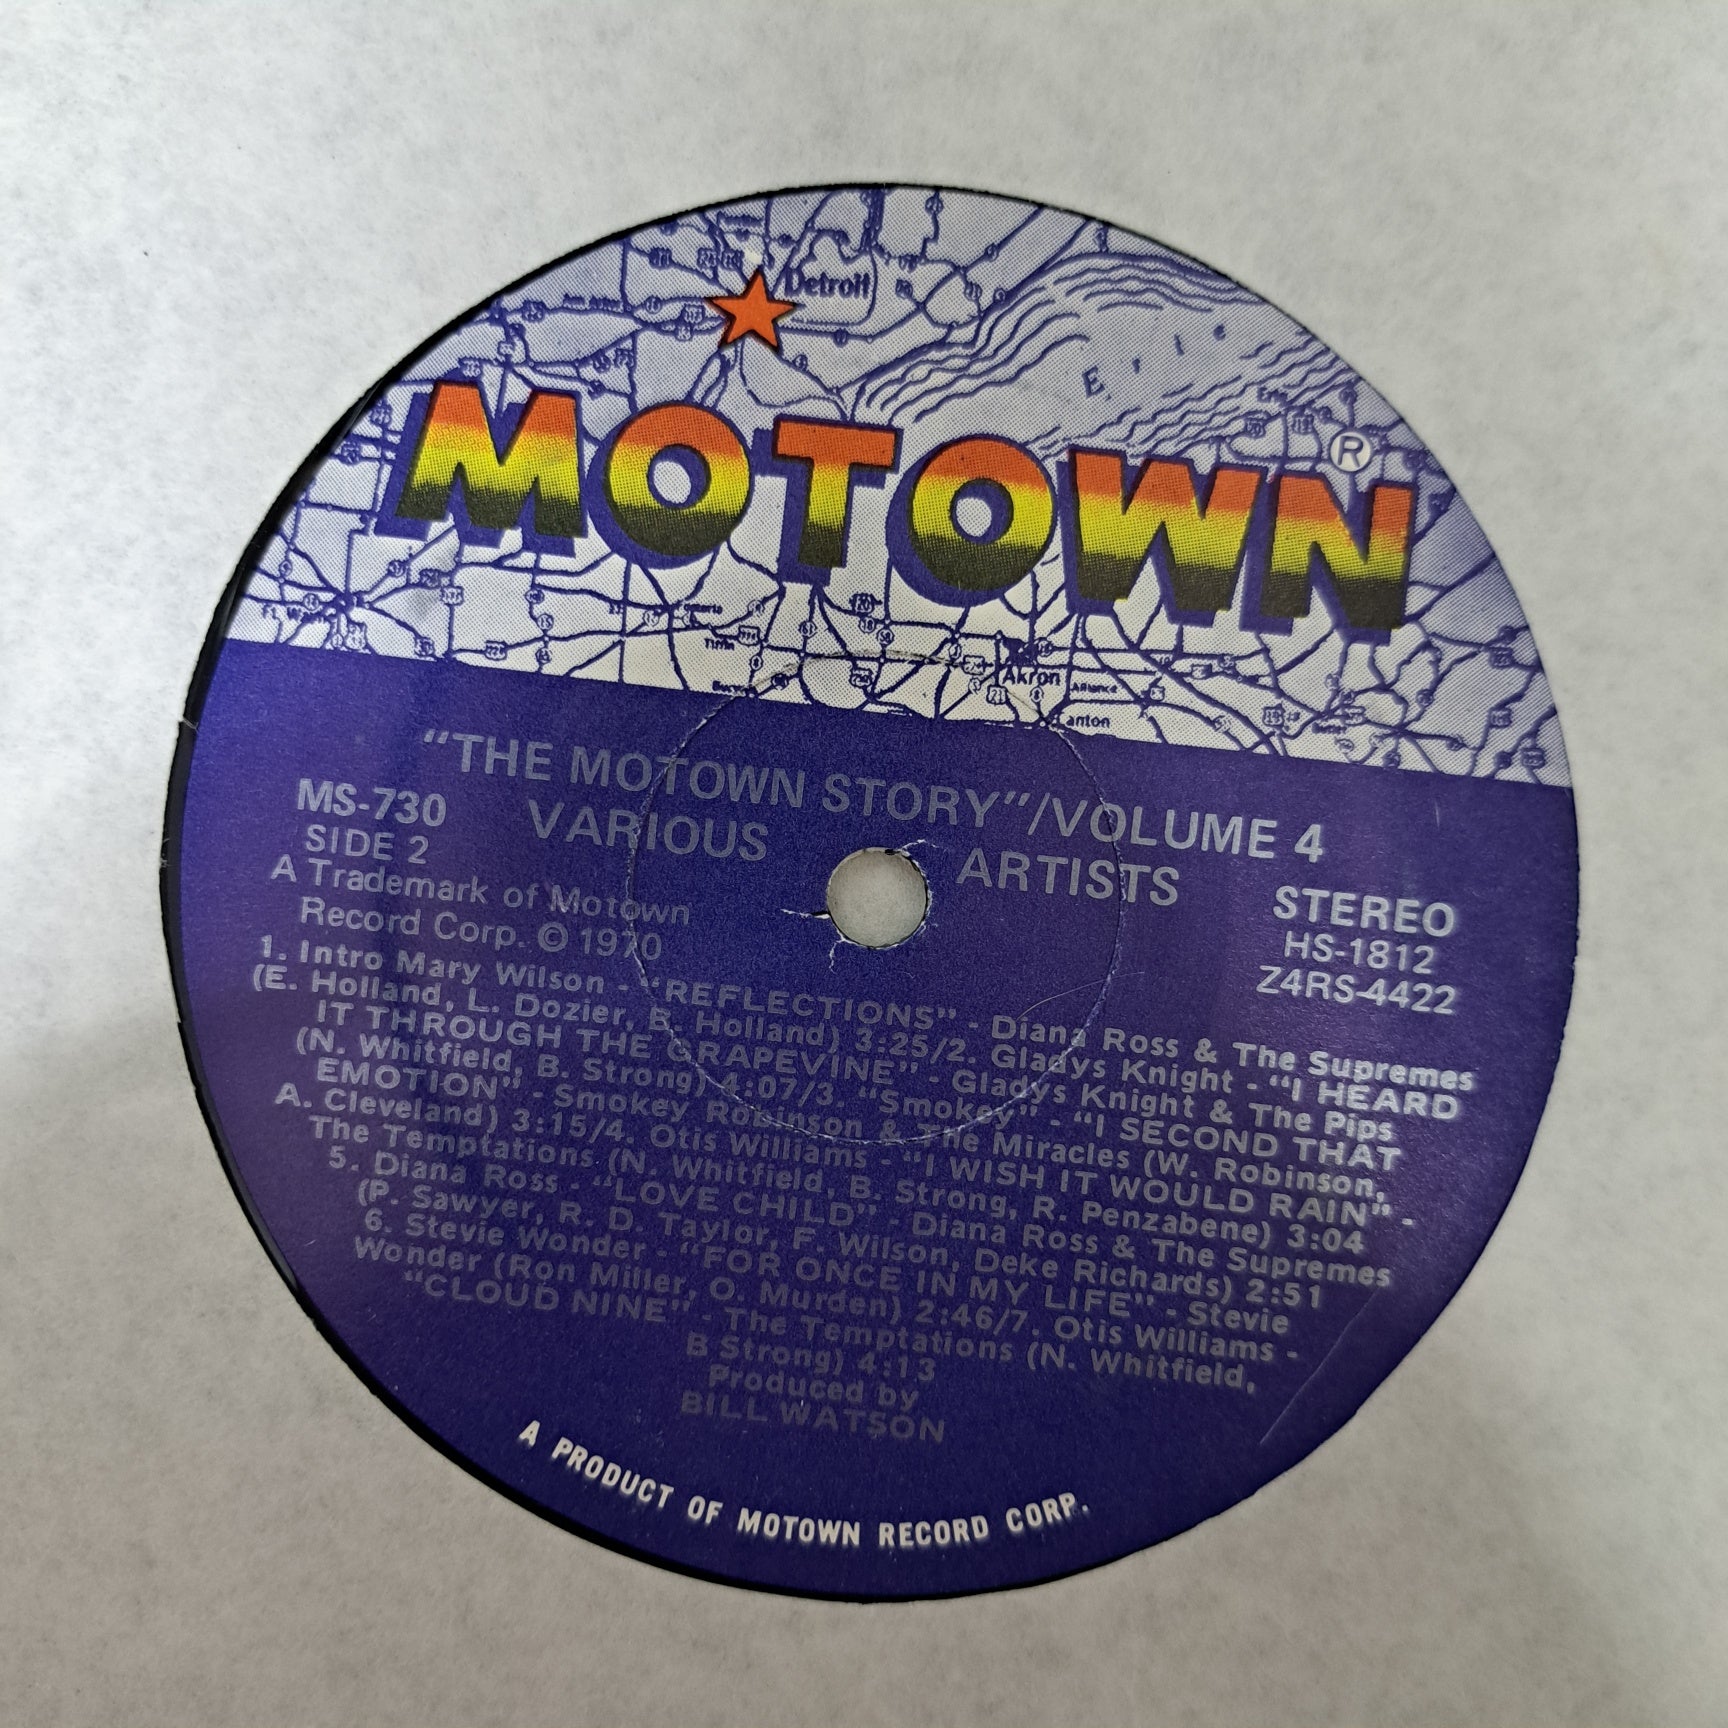 Detroit
Erie
MOTOWN®
Akron
Alliance
Canton
"THE MOTOWN STORY"/VOLUME 4
MS-730 VARIOUS ARTISTS
SIDE 2 STEREO
A Trademark of Motown HS-1812
Record Corp. © 1970 Z4RS-4422
1. Intro Mary Wilson - "REFLECTIONS" - Diana Ross & The Supremes
(E. Holland, L. Dozier, B. Holland) 3:25/2. Gladys Knight - "I HEARD
IT THROUGH THE GRAPEVINE" - Gladys Knight & The Pips
(N. Whitfield, B. Strong) 4:07/3. "Smokey" - "I SECOND THAT
EMOTION" - Smokey Robinson & The Miracles (W. Robinson,
A. Cleveland) 3:15/4. Otis Williams - "I WISH IT WOULD RAIN" -
The Temptations (N. Whitfield, B. Strong, R. Penzabene) 3:04
5. Diana Ross - "LOVE CHILD" - Diana Ross & The Supremes
(P. Sawyer, R. D. Taylor, F. Wilson, Deke Richards) 2:51
6. Stevie Wonder - "FOR ONCE IN MY LIFE" - Stevie
Wonder (Ron Miller, O. Murden) 2:46/7. Otis Williams -
"CLOUD NINE" - The Temptations (N. Whitfield,
B Strong) 4:13
Produced by
BILL WATSON
A PRODUCT OF MOTOWN RECORD CORP.